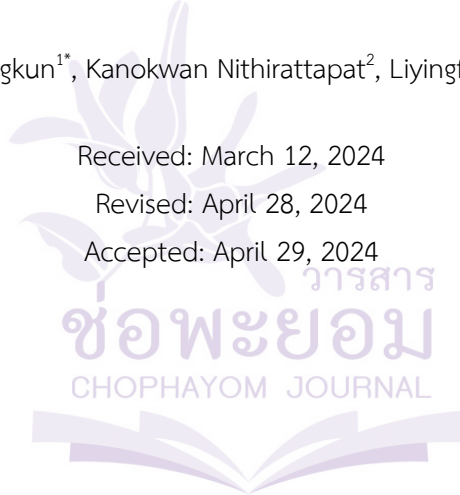 gkun1*, Kanokwan Nithirattapat2, Liying
Received: March 12, 2024
Revised: April 28, 2024
Accepted: April 29, 2024
วารสาร
ช่อพะยอม
CHOPHAYOM JOURNAL